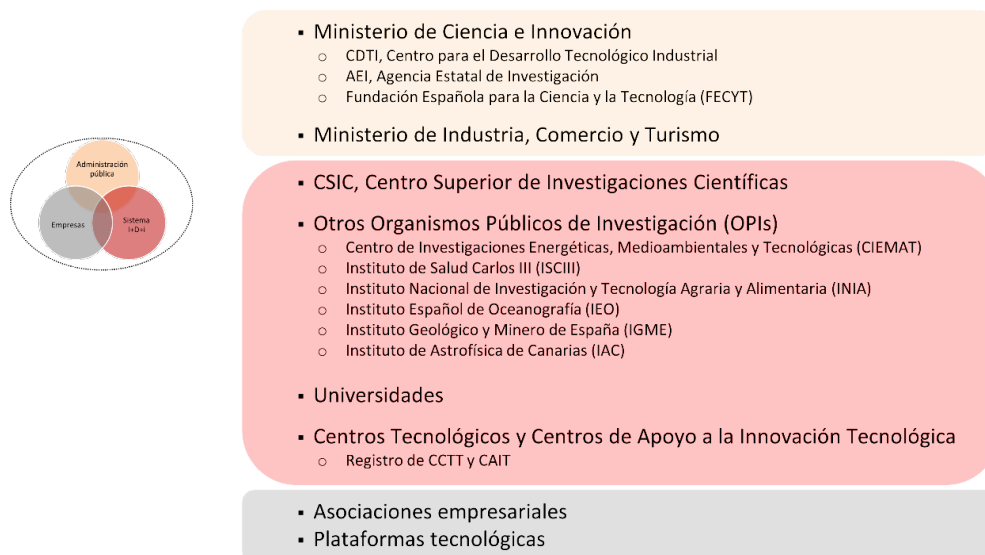 ▪ Ministerio de Ciencia e Innovación
o CDTI, Centro para el Desarrollo Tecnológico Industrial
o AEI, Agencia Estatal de Investigación
o Fundación Española para la Ciencia y la Tecnología (FECYT)
▪ Ministerio de Industria, Comercio y Turismo
Administración
pública
Empresas
Sistema
I+D+i
▪ CSIC, Centro Superior de Investigaciones Científicas
▪ Otros Organismos Públicos de Investigación (OPIs)
o Centro de Investigaciones Energéticas, Medioambientales y Tecnológicas (CIEMAT)
o Instituto de Salud Carlos III (ISCIII)
o Instituto Nacional de Investigación y Tecnología Agraria y Alimentaria (INIA)
o Instituto Español de Oceanografía (IEO)
o Instituto Geológico y Minero de España (IGME)
o Instituto de Astrofísica de Canarias (IAC)
▪ Universidades
▪ Centros Tecnológicos y Centros de Apoyo a la Innovación Tecnológica
o Registro de CCTT y CAIT
▪ Asociaciones empresariales
▪ Plataformas tecnológicas